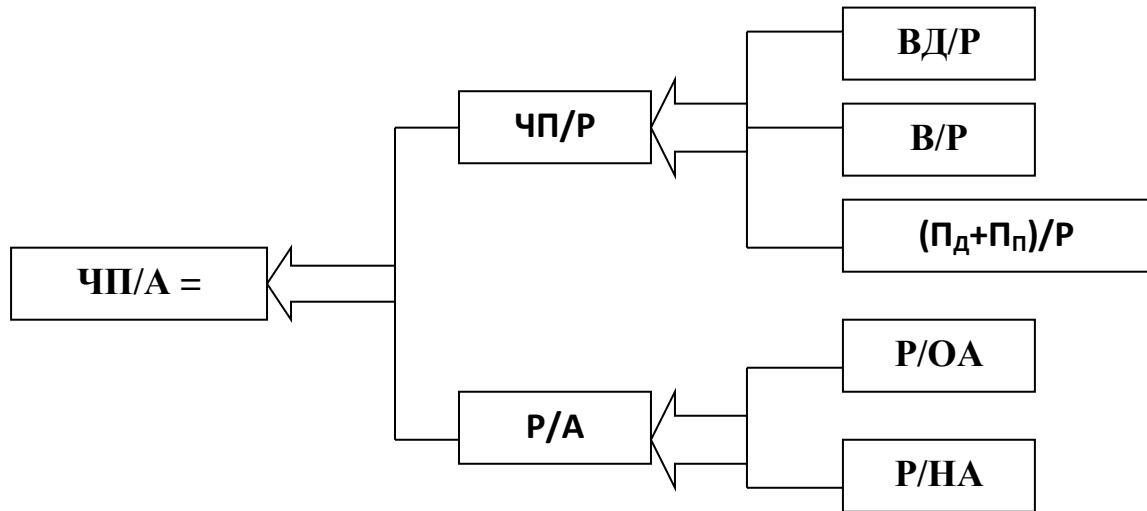 ВД/Р
ЧП/Р
В/Р
(Пд+Пп)/Р
ЧП/А =
Р/ОА
Р/А
Р/НА